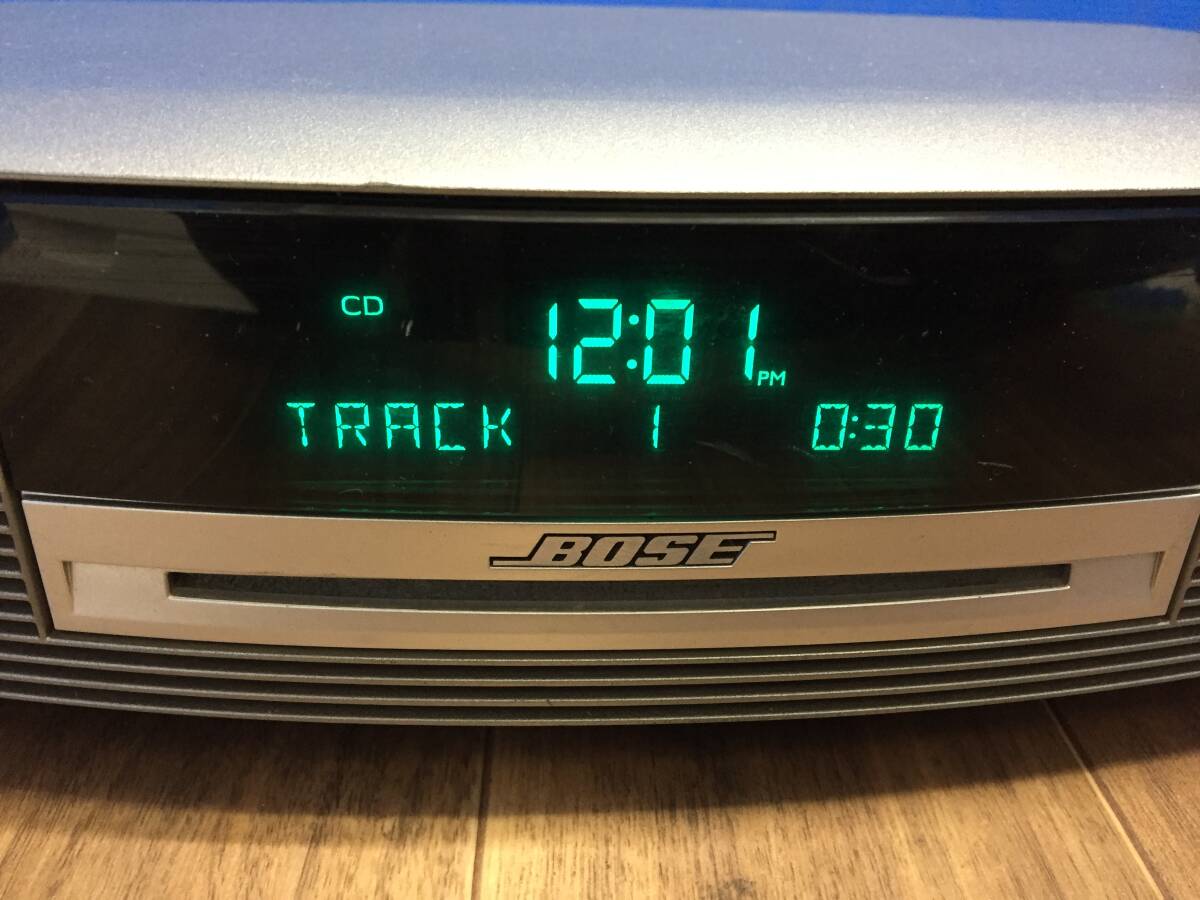 CD 12:01 PM
TRACK 1 0:30
BOSE